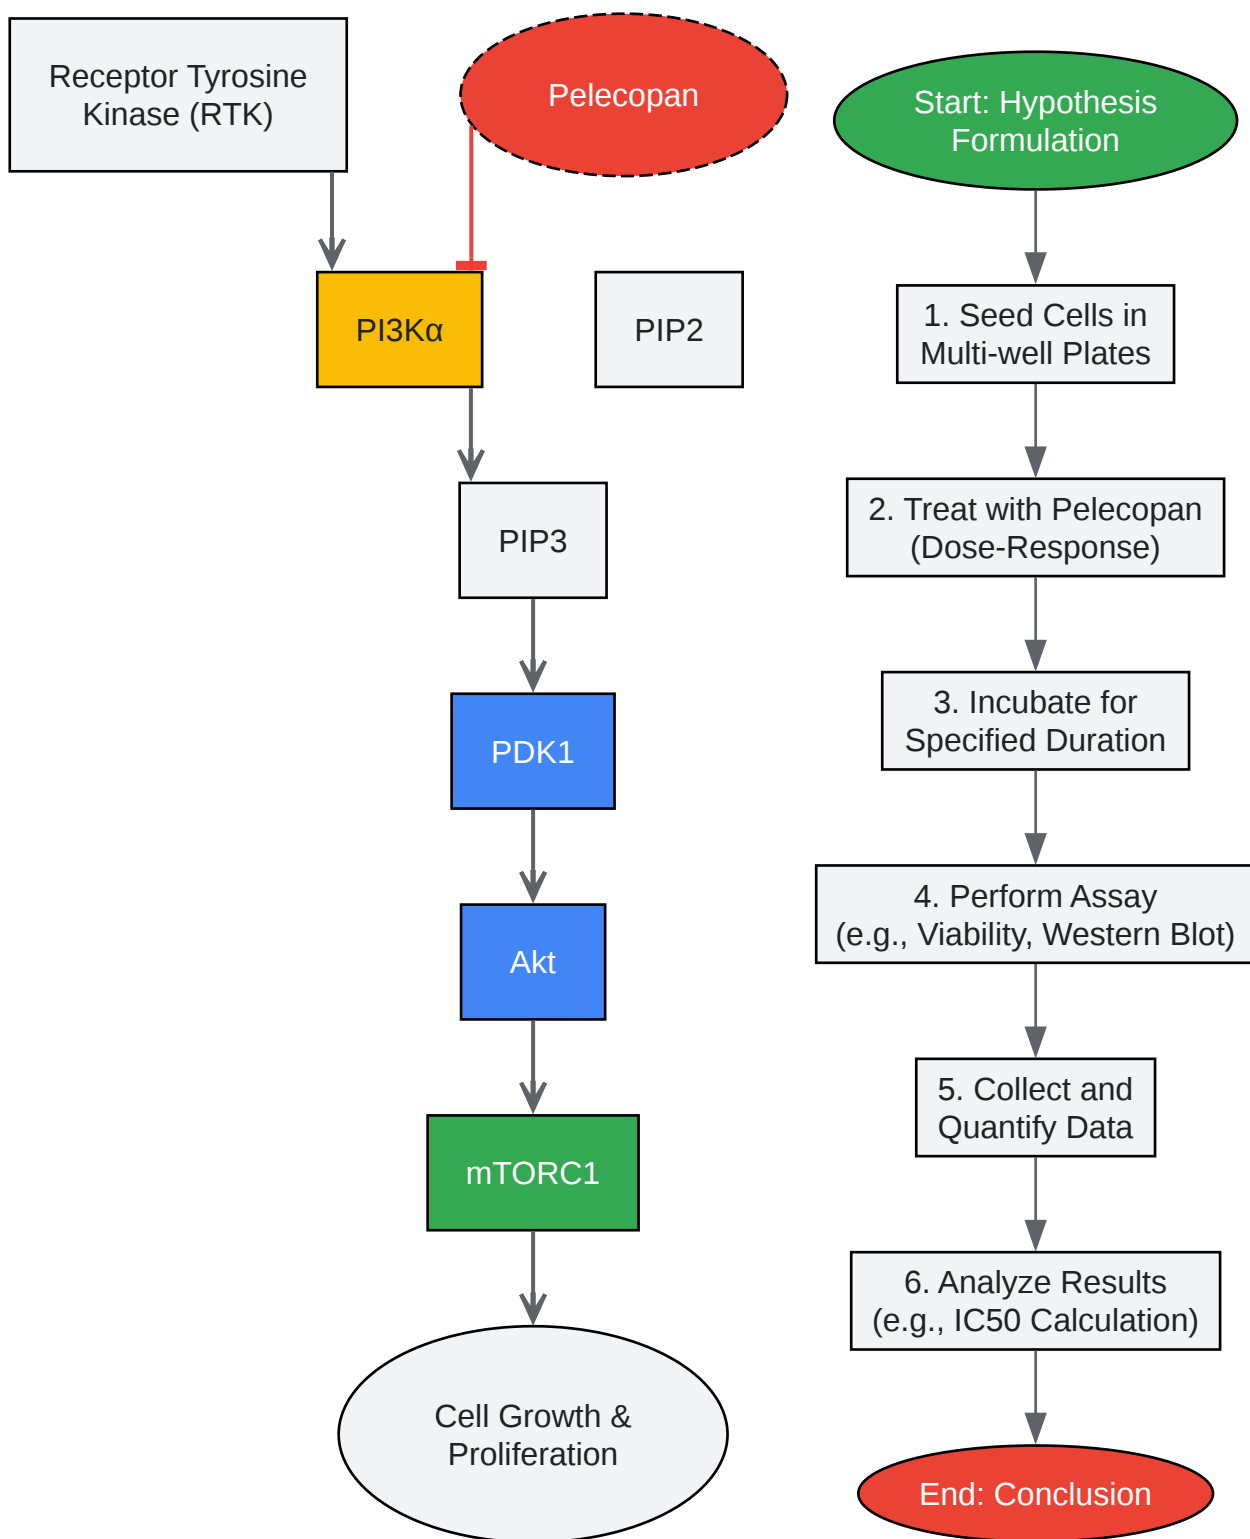 Receptor Tyrosine
Kinase (RTK)
Pelecopan
PI3Kα
PIP2
PIP3
PDK1
Akt
mTORC1
Cell Growth &
Proliferation
Start: Hypothesis
Formulation
1. Seed Cells in
Multi-well Plates
2. Treat with Pelecopan
(Dose-Response)
3. Incubate for
Specified Duration
4. Perform Assay
(e.g., Viability, Western Blot)
5. Collect and
Quantify Data
6. Analyze Results
(e.g., IC50 Calculation)
End: Conclusion